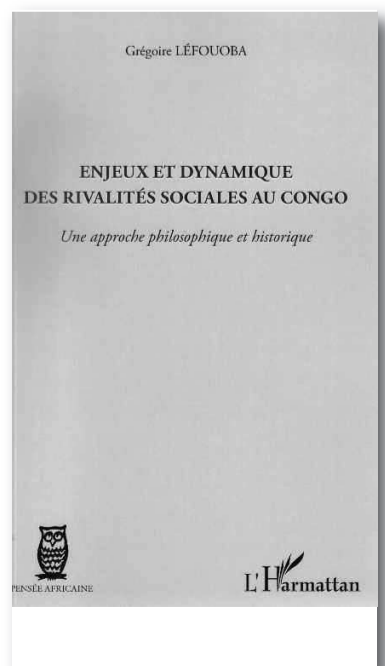 Grégoire LÉFOUOBA
ENJEUX ET DYNAMIQUE
DES RIVALITÉS SOCIALES AU CONGO
Une approche philosophique et historique
PENSÉE AFRICAINE
L'Harmattan